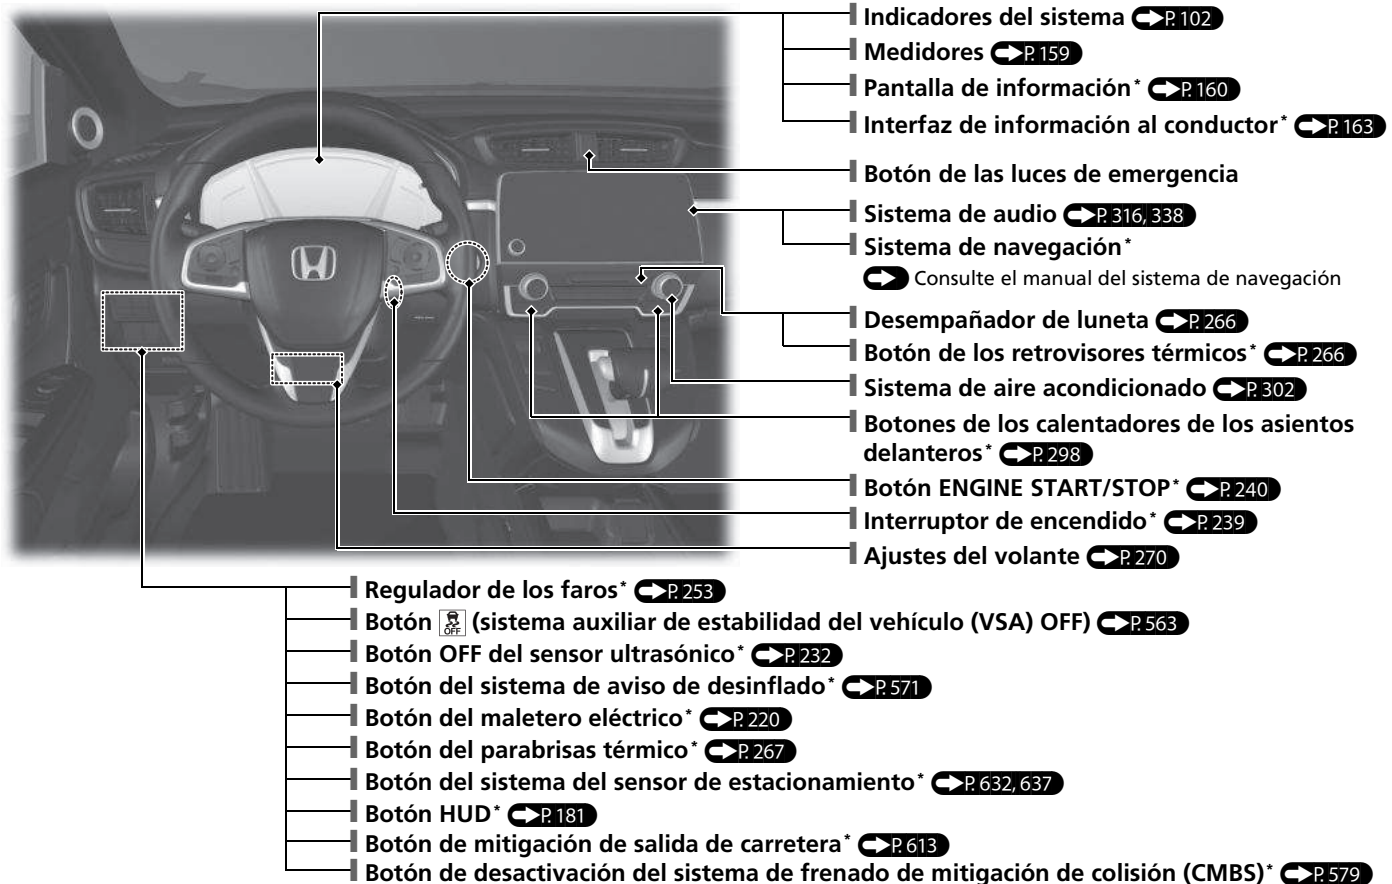 Indicadores del sistema P. 102
Medidores P. 159
Pantalla de información* P. 160
Interfaz de información al conductor* P. 163
Botón de las luces de emergencia
Sistema de audio P. 316, 338
Sistema de navegación*
Consulte el manual del sistema de navegación
Desempañador de luneta P. 266
Botón de los retrovisores térmicos* P. 266
Sistema de aire acondicionado P. 302
Botones de los calentadores de los asientos
delanteros* P. 298
Botón ENGINE START/STOP* P. 240
Interruptor de encendido* P. 239
Ajustes del volante P. 270
Regulador de los faros* P. 253
Botón OFF (sistema auxiliar de estabilidad del vehículo (VSA) OFF) P. 563
Botón OFF del sensor ultrasónico* P. 232
Botón del sistema de aviso de desinflado* P. 571
Botón del maletero eléctrico* P. 220
Botón del parabrisas térmico* P. 267
Botón del sistema del sensor de estacionamiento* P. 632, 637
Botón HUD* P. 181
Botón de mitigación de salida de carretera* P. 613
Botón de desactivación del sistema de frenado de mitigación de colisión (CMBS)* P. 579